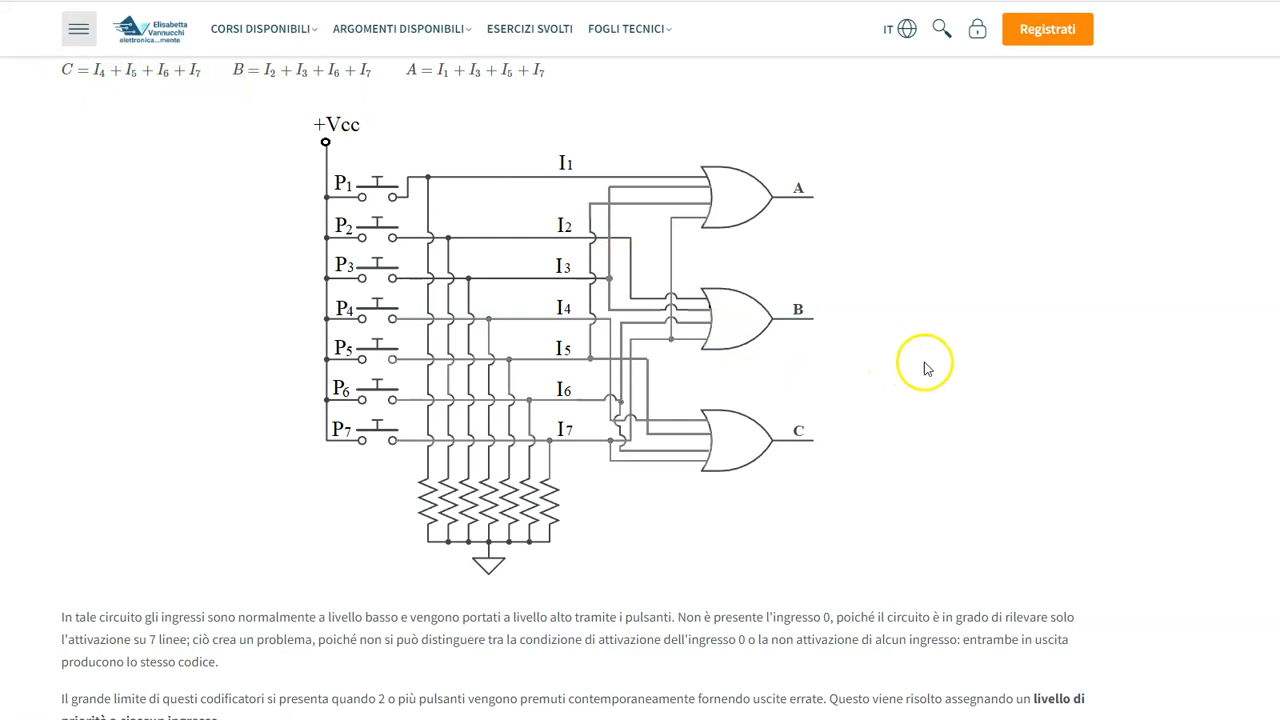 Elisabetta
Vannucchi
elettronica...mente
CORSI DISPONIBILI
ARGOMENTI DISPONIBILI
ESERCIZI SVOLTI
FOGLI TECNICI
IT
Registrati
C = I4 + I5 + I6 + I7 B = I2 + I3 + I6 + I7 A = I1 + I3 + I5 + I7
+Vcc
P1 I1 A
P2 I2
P3 I3
P4 I4 B
P5 I5
P6 I6
P7 I7 C
In tale circuito gli ingressi sono normalmente a livello basso e vengono portati a livello alto tramite i pulsanti. Non è presente l'ingresso 0, poiché il circuito è in grado di rilevare solo
l'attivazione su 7 linee; ciò crea un problema, poiché non si può distinguere tra la condizione di attivazione dell'ingresso 0 o la non attivazione di alcun ingresso: entrambe in uscita
producono lo stesso codice.
Il grande limite di questi codificatori si presenta quando 2 o più pulsanti vengono premuti contemporaneamente fornendo uscite errate. Questo viene risolto assegnando un livello di
priorità a ciascun ingresso.